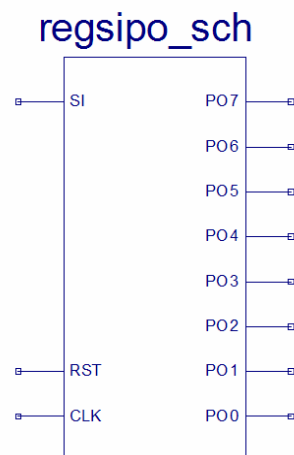 regsipo_sch
SI PO7
PO6
PO5
PO4
PO3
PO2
RST PO1
CLK PO0